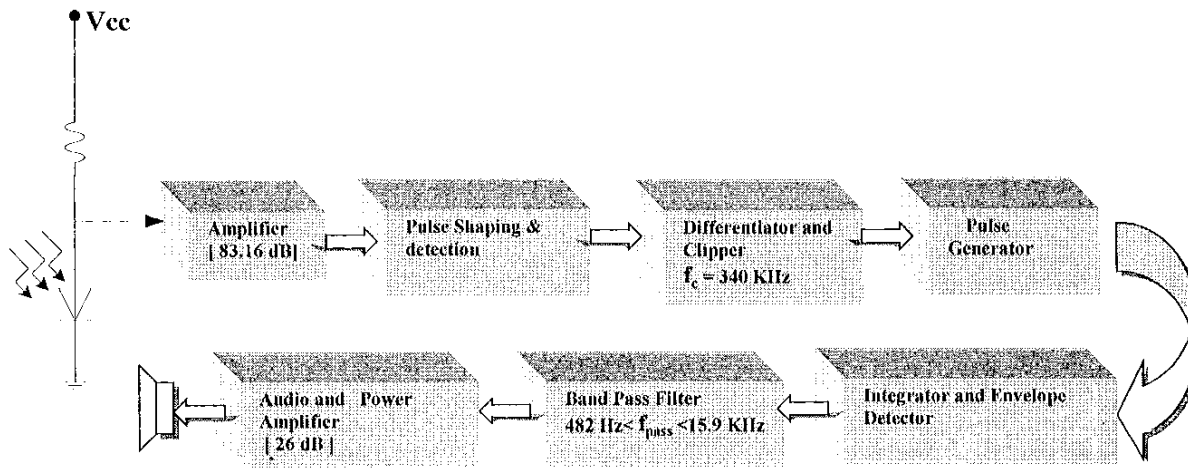 Vcc
Amplifier
[ 83.16 dB]
Pulse Shaping &
detection
Differentiator and
Clipper
fc = 340 KHz
Pulse
Generator
Audio and Power
Amplifier
[ 26 dB ]
Band Pass Filter
482 Hz< fpass <15.9 KHz
Integrator and Envelope
Detector